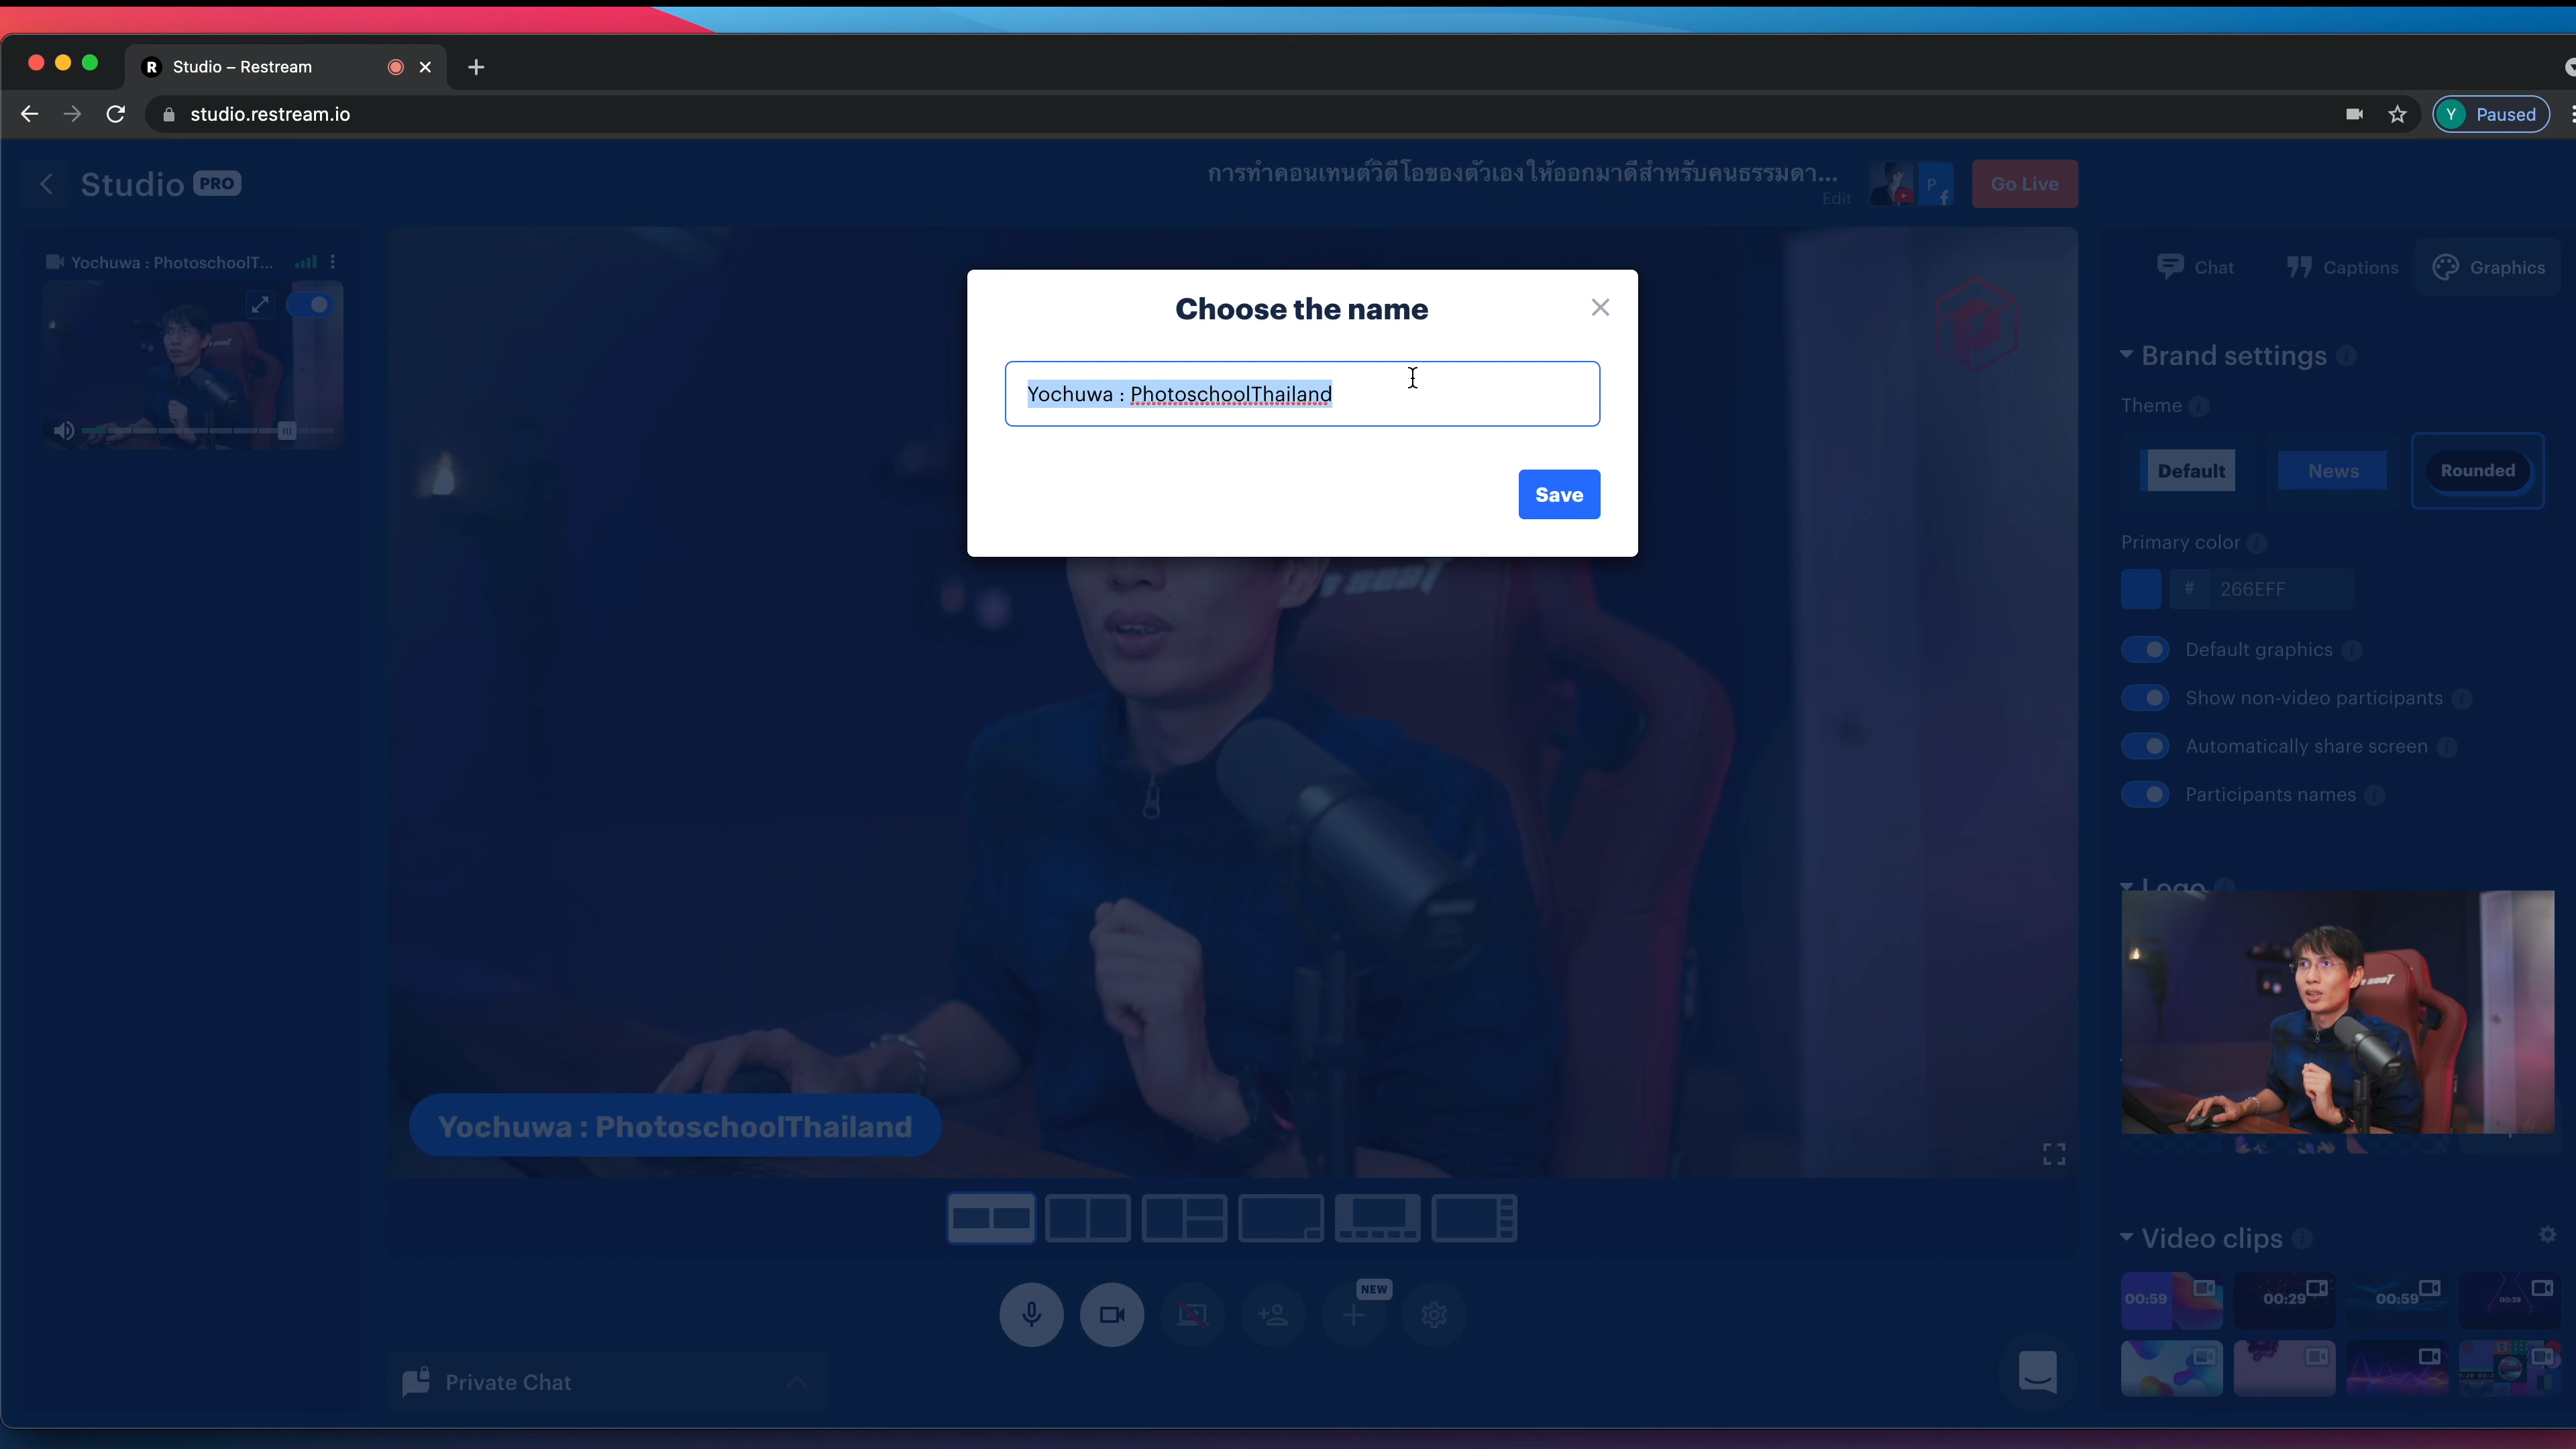 Studio – Restream
studio.restream.io
Y Paused
Studio PRO
การทำคอนเทนต์วิดีโอของตัวเองให้ออกมาดีสำหรับคนธรรมดา...
Edit
P
Go Live
Yochuwa : PhotoschoolT...
Chat
Captions
Graphics
Choose the name
Yochuwa : PhotoschoolThailand
Save
Brand settings
Theme
Default
News
Rounded
Primary color
# 266EFF
Default graphics
Show non-video participants
Automatically share screen
Participants names
Logo
Yochuwa : PhotoschoolThailand
Video clips
00:59
00:29
00:59
00:29
NEW
Private Chat